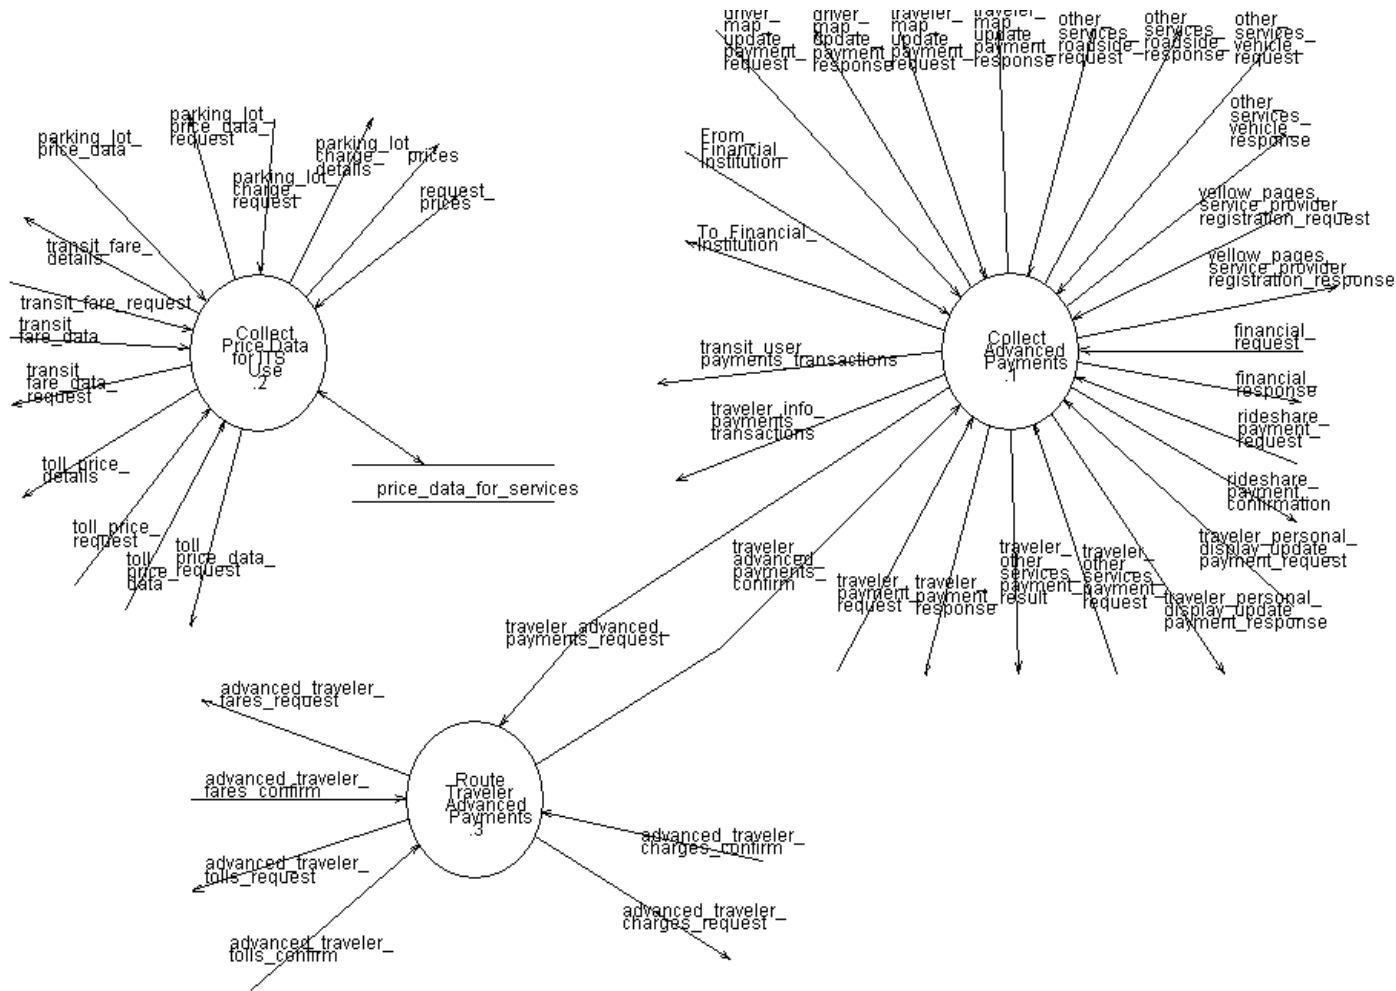 driver_
map_
update_
payment_
request_
driver_
map_
update_
payment_
response
traveler_
map_
update_
payment_
request
traveler_
map_
update_
payment_
response
other_
services_
roadside_
request
other_
services_
roadside_
response
other_
services_
vehicle_
request
other_
services_
vehicle_
response
parking_lot_
price_data
parking_lot_
price_data_
request
parking_lot_
charge_
request
parking_lot_
charge_
details
prices
request_
prices
From_
Financial_
Institution
To_Financial_
Institution
yellow_pages_
service_provider_
registration_request
yellow_pages_
service_provider_
registration_response
transit_fare_
details
transit_fare_request
transit_
fare_data
transit_
fare_data_
request
Collect
Price_Data
for ITS
Use
.2
Collect
Advanced
Payments
.1
transit_user_
payments_transactions
traveler_info_
payments_
transactions
financial_
request
financial_
response
rideshare_
payment_
request
rideshare_
payment_
confirmation
toll_price_
details
toll_price_
request
toll_
price_
data
toll_
price_data_
request
price_data_for_services
traveler_
advanced_
payments_
confirm
traveler_
payment_
request
traveler_
payment_
response
traveler_
other_
services_
payment_
result
traveler_
other_
services_
payment_
request
traveler_personal_
display_update_
payment_request
traveler_personal_
display_update_
payment_response
traveler_advanced_
payments_request
advanced_traveler_
fares_request
advanced_traveler_
fares_confirm
Route
Traveler
Advanced
Payments
.3
advanced_traveler_
charges_confirm
advanced_traveler_
tolls_request
advanced_traveler_
charges_request
advanced_traveler_
tolls_confirm